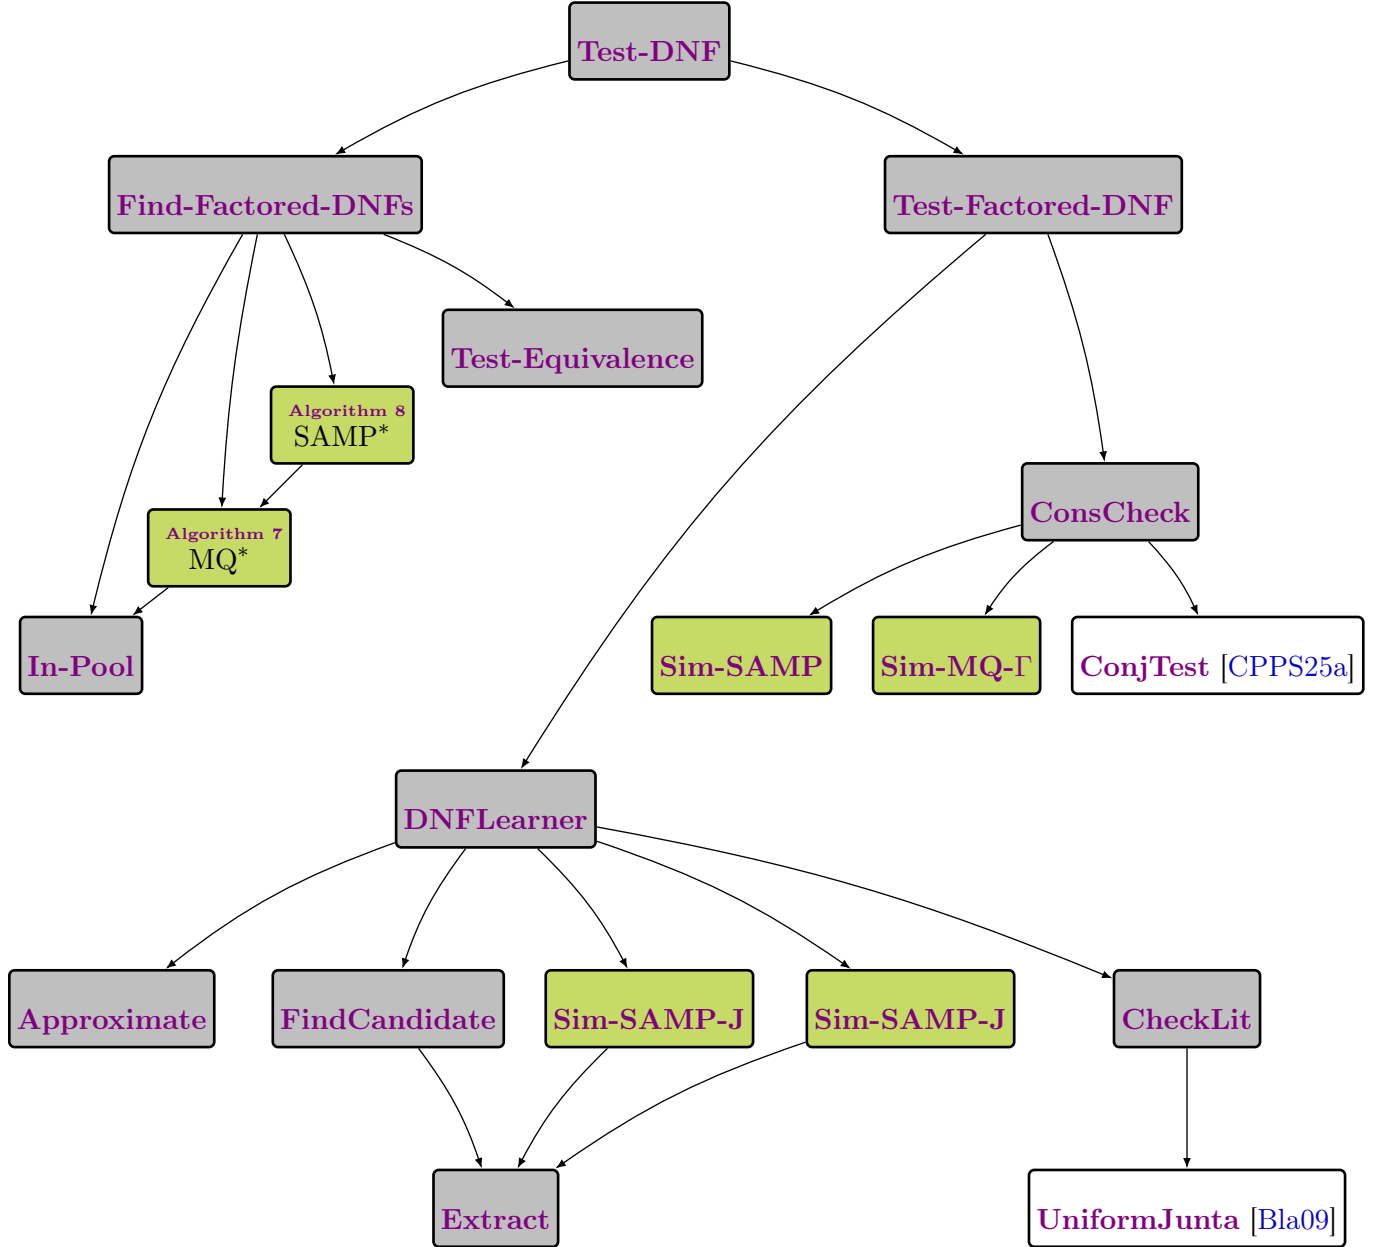 Test-DNF
Find-Factored-DNFs
Test-Factored-DNF
Test-Equivalence
Algorithm 8
SAMP*
ConsCheck
Algorithm 7
MQ*
In-Pool
Sim-SAMP
Sim-MQ-Γ
ConjTest [CPPS25a]
DNFLearner
Approximate
FindCandidate
Sim-SAMP-J
Sim-SAMP-J
CheckLit
Extract
UniformJunta [Bla09]